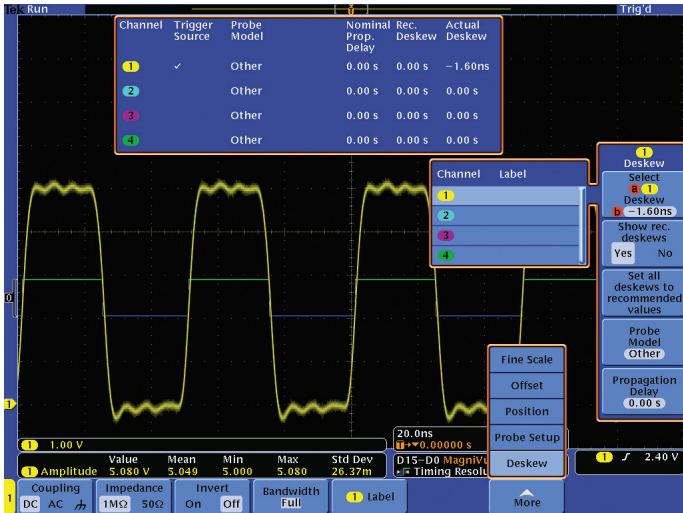 Tek Run
Trig'd
Channel Trigger Source Probe Model Nominal Prop. Delay Rec. Deskew Actual Deskew
1 ✓ Other 0.00 s 0.00 s −1.60ns
2 Other 0.00 s 0.00 s 0.00 s
3 Other 0.00 s 0.00 s 0.00 s
4 Other 0.00 s 0.00 s 0.00 s
Channel Label
1
2
3
4
1
Deskew
Select
a 1
Deskew
b −1.60ns
Show rec.
deskews
Yes No
Set all
deskews to
recommended
values
Probe
Model
Other
Propagation
Delay
0.00 s
Fine Scale
Offset
Position
Probe Setup
Deskew
0
1
1 1.00 V
20.0ns
T→▼0.00000 s
Value Mean Min Max Std Dev
1 Amplitude 5.080 V 5.049 5.000 5.080 26.37m
D15–D0 MagniVu
Timing Resolu
1 ∫ 2.40 V
1
Coupling
DC AC
Impedance
1MΩ 50Ω
Invert
On Off
Bandwidth
Full
1 Label
More